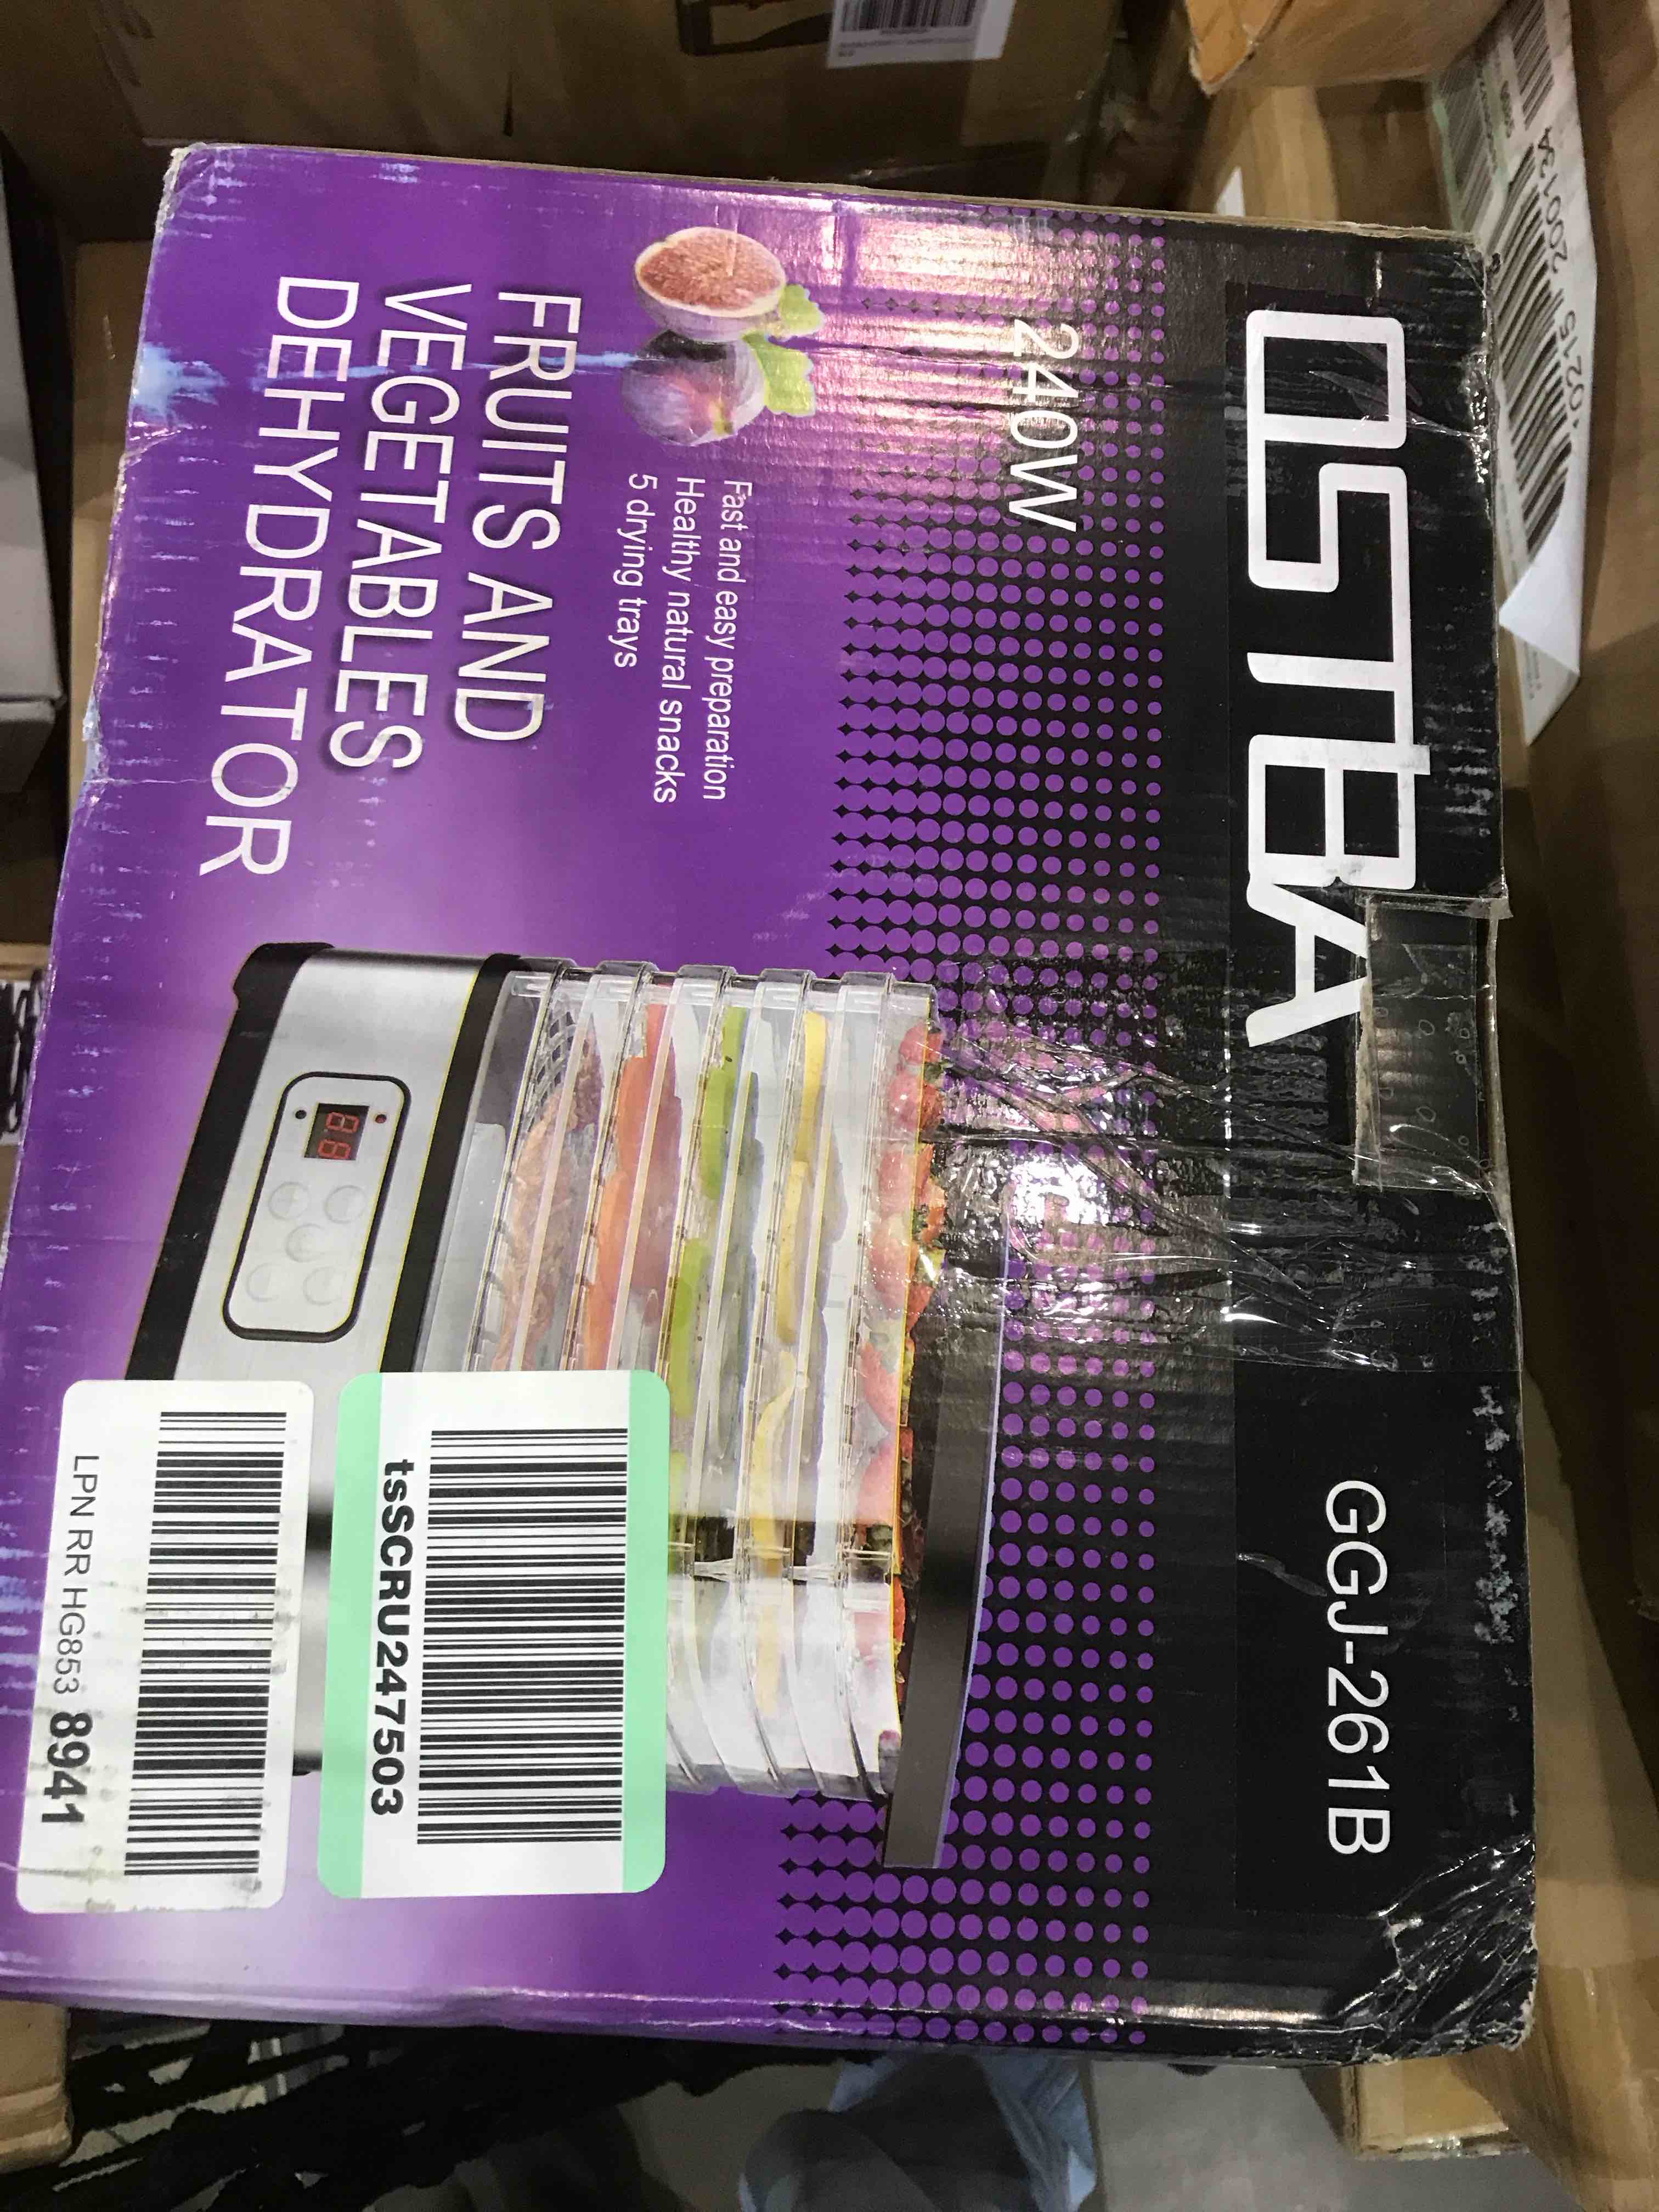 OSTBA
GGJ-261B
240W
Fast and easy preparation
Healthy natural snacks
5 drying trays
FRUITS AND
VEGETABLES
DEHYDRATOR
86
tsSCRU247503
LPN RR HG853 8941